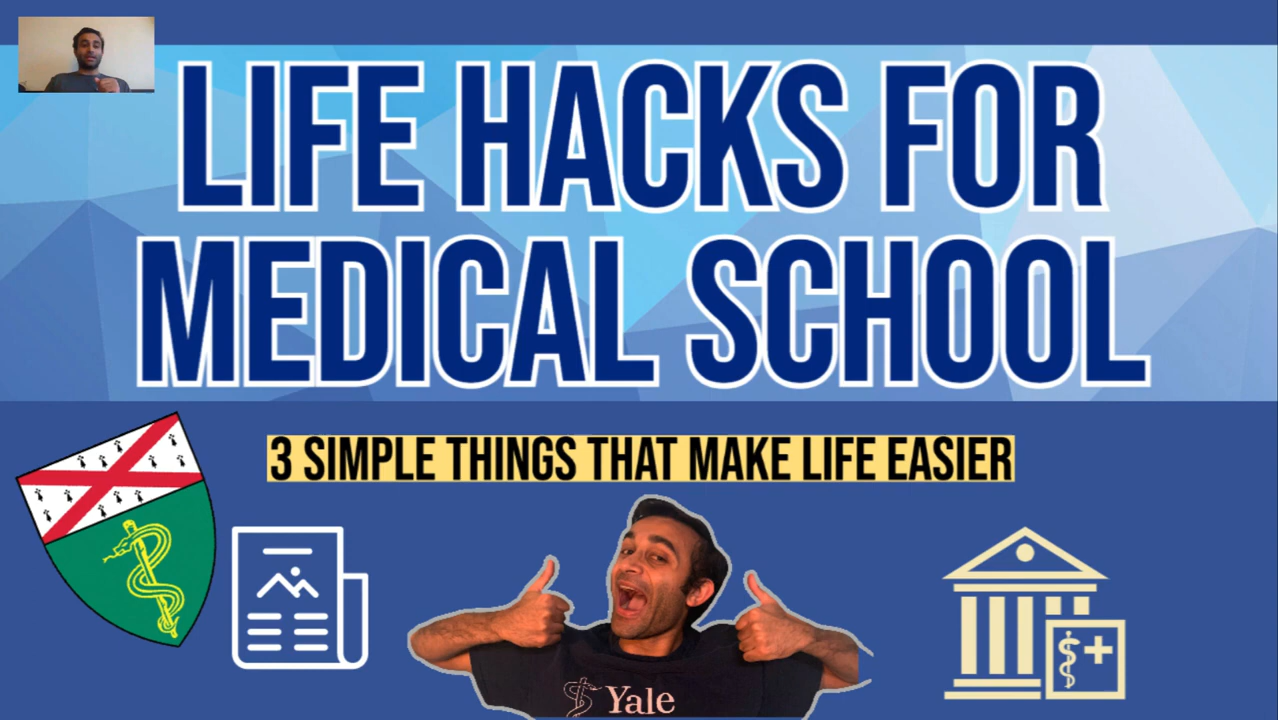 LIFE HACKS FOR
MEDICAL SCHOOL
3 SIMPLE THINGS THAT MAKE LIFE EASIER
Yale